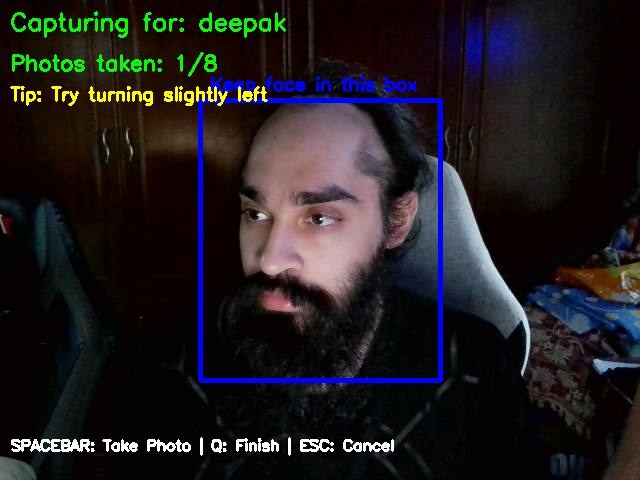 Capturing for: deepak
Photos taken: 1/8
Keep face in this box
Tip: Try turning slightly left
SPACEBAR: Take Photo | Q: Finish | ESC: Cancel